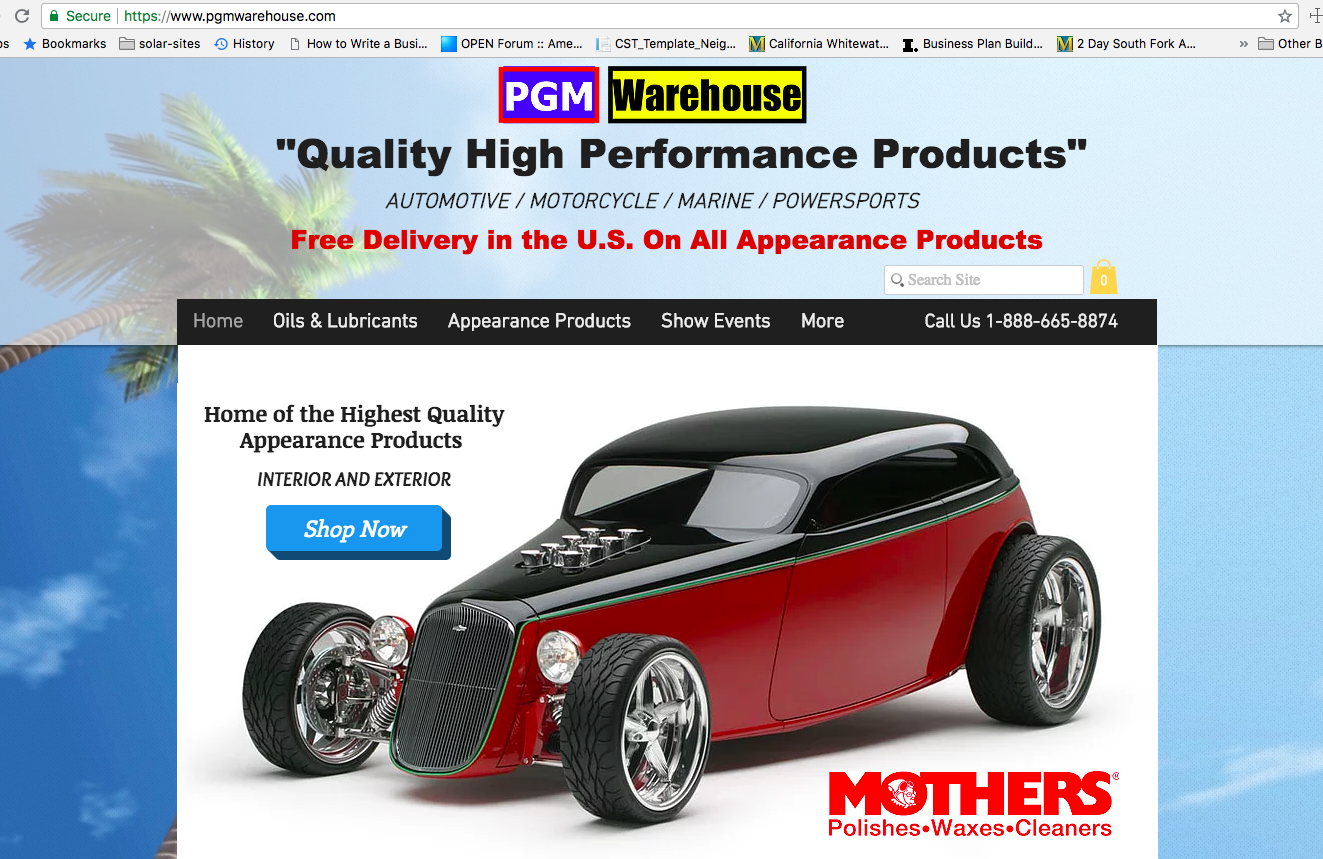 Secure https://www.pgmwarehouse.com
os Bookmarks solar-sites History How to Write a Busi... OPEN Forum :: Ame... CST_Template_Neig... California Whitewat... Business Plan Build... 2 Day South Fork A... » Other B
PGM Warehouse
"Quality High Performance Products"
AUTOMOTIVE / MOTORCYCLE / MARINE / POWERSPORTS
Free Delivery in the U.S. On All Appearance Products
Search Site 0
Home Oils & Lubricants Appearance Products Show Events More Call Us 1-888-665-8874
Home of the Highest Quality
Appearance Products
INTERIOR AND EXTERIOR
Shop Now
MOTHERS®
Polishes•Waxes•Cleaners